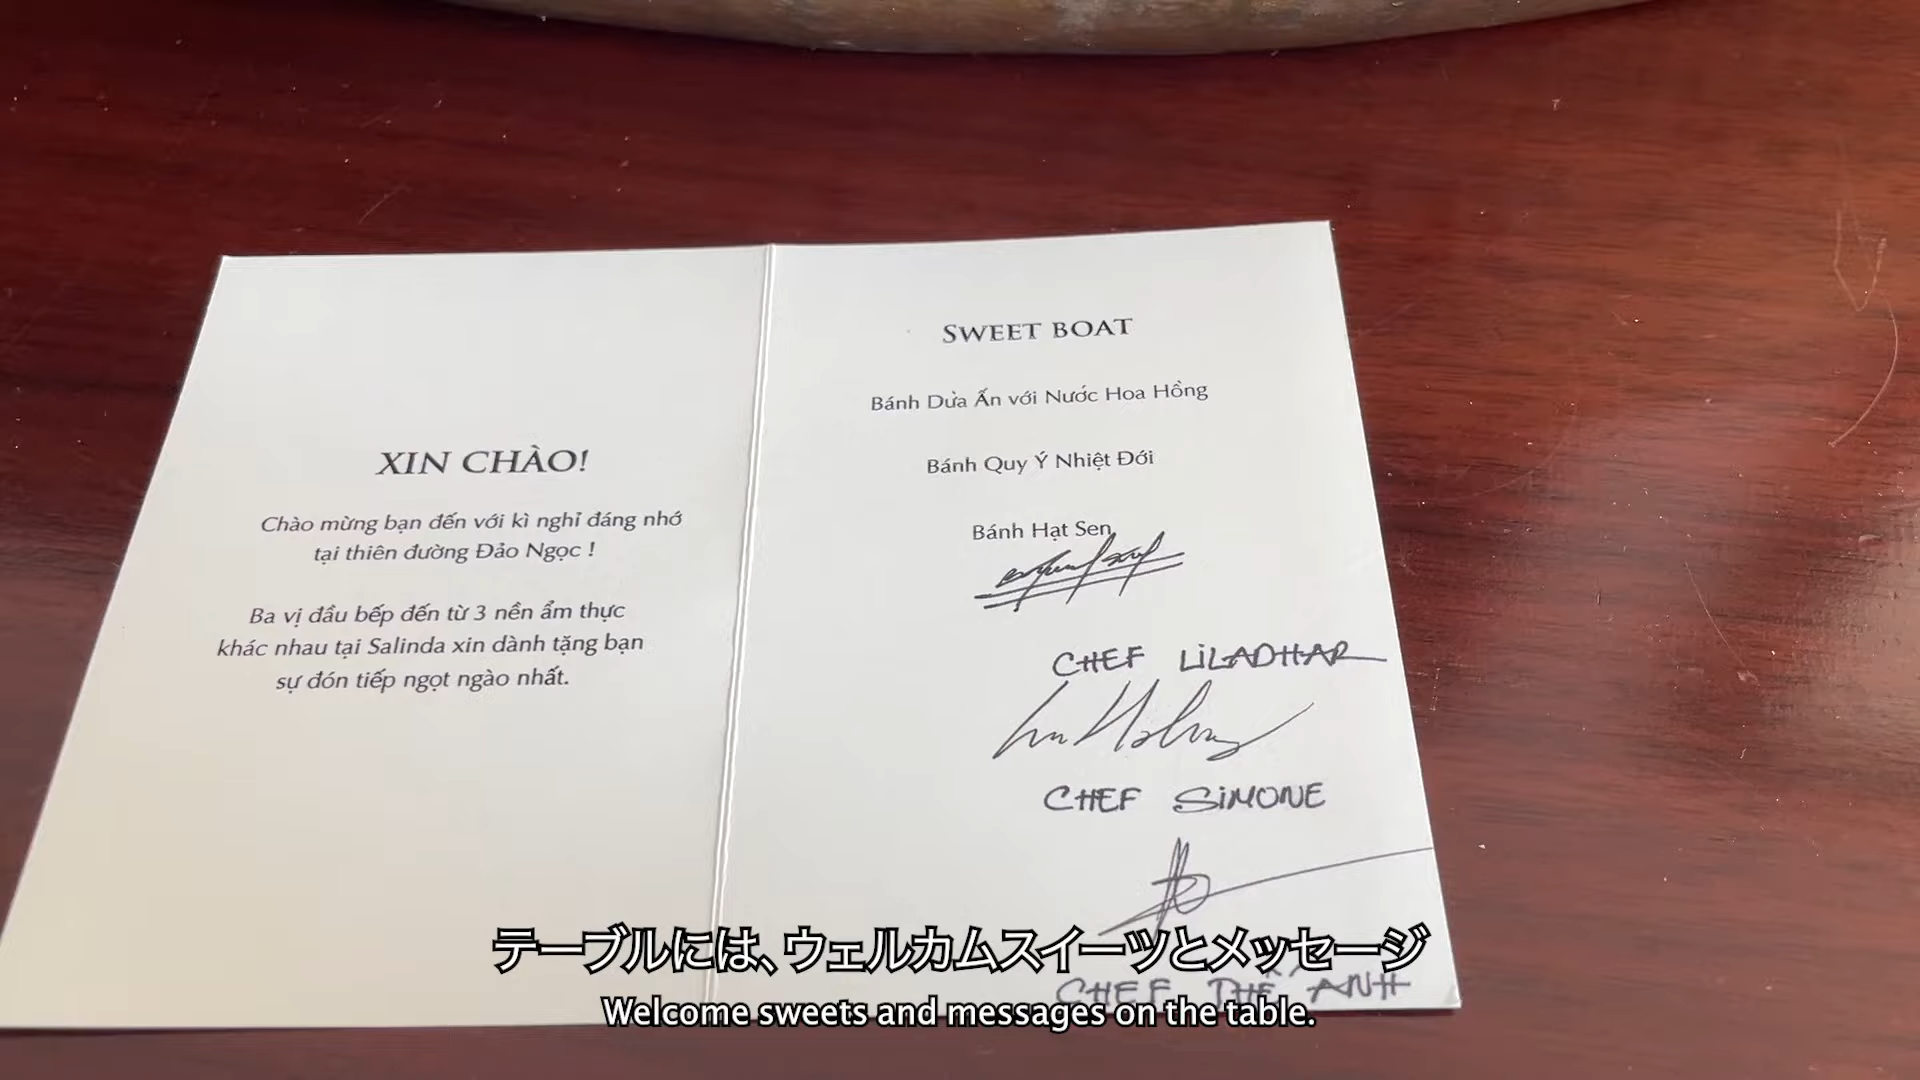 XIN CHÀO!
Chào mừng bạn đến với kì nghỉ đáng nhớ
tại thiên đường Đảo Ngọc !
Ba vị đầu bếp đến từ 3 nền ẩm thực
khác nhau tại Salinda xin dành tặng bạn
sự đón tiếp ngọt ngào nhất.
SWEET BOAT
Bánh Dừa Ấn với Nước Hoa Hồng
Bánh Quy Ý Nhiệt Đới
Bánh Hạt Sen
CHEF LILADHAR
CHEF SIMONE
CHEF THẾ ANH
テーブルには、ウェルカムスイーツとメッセージ
Welcome sweets and messages on the table.